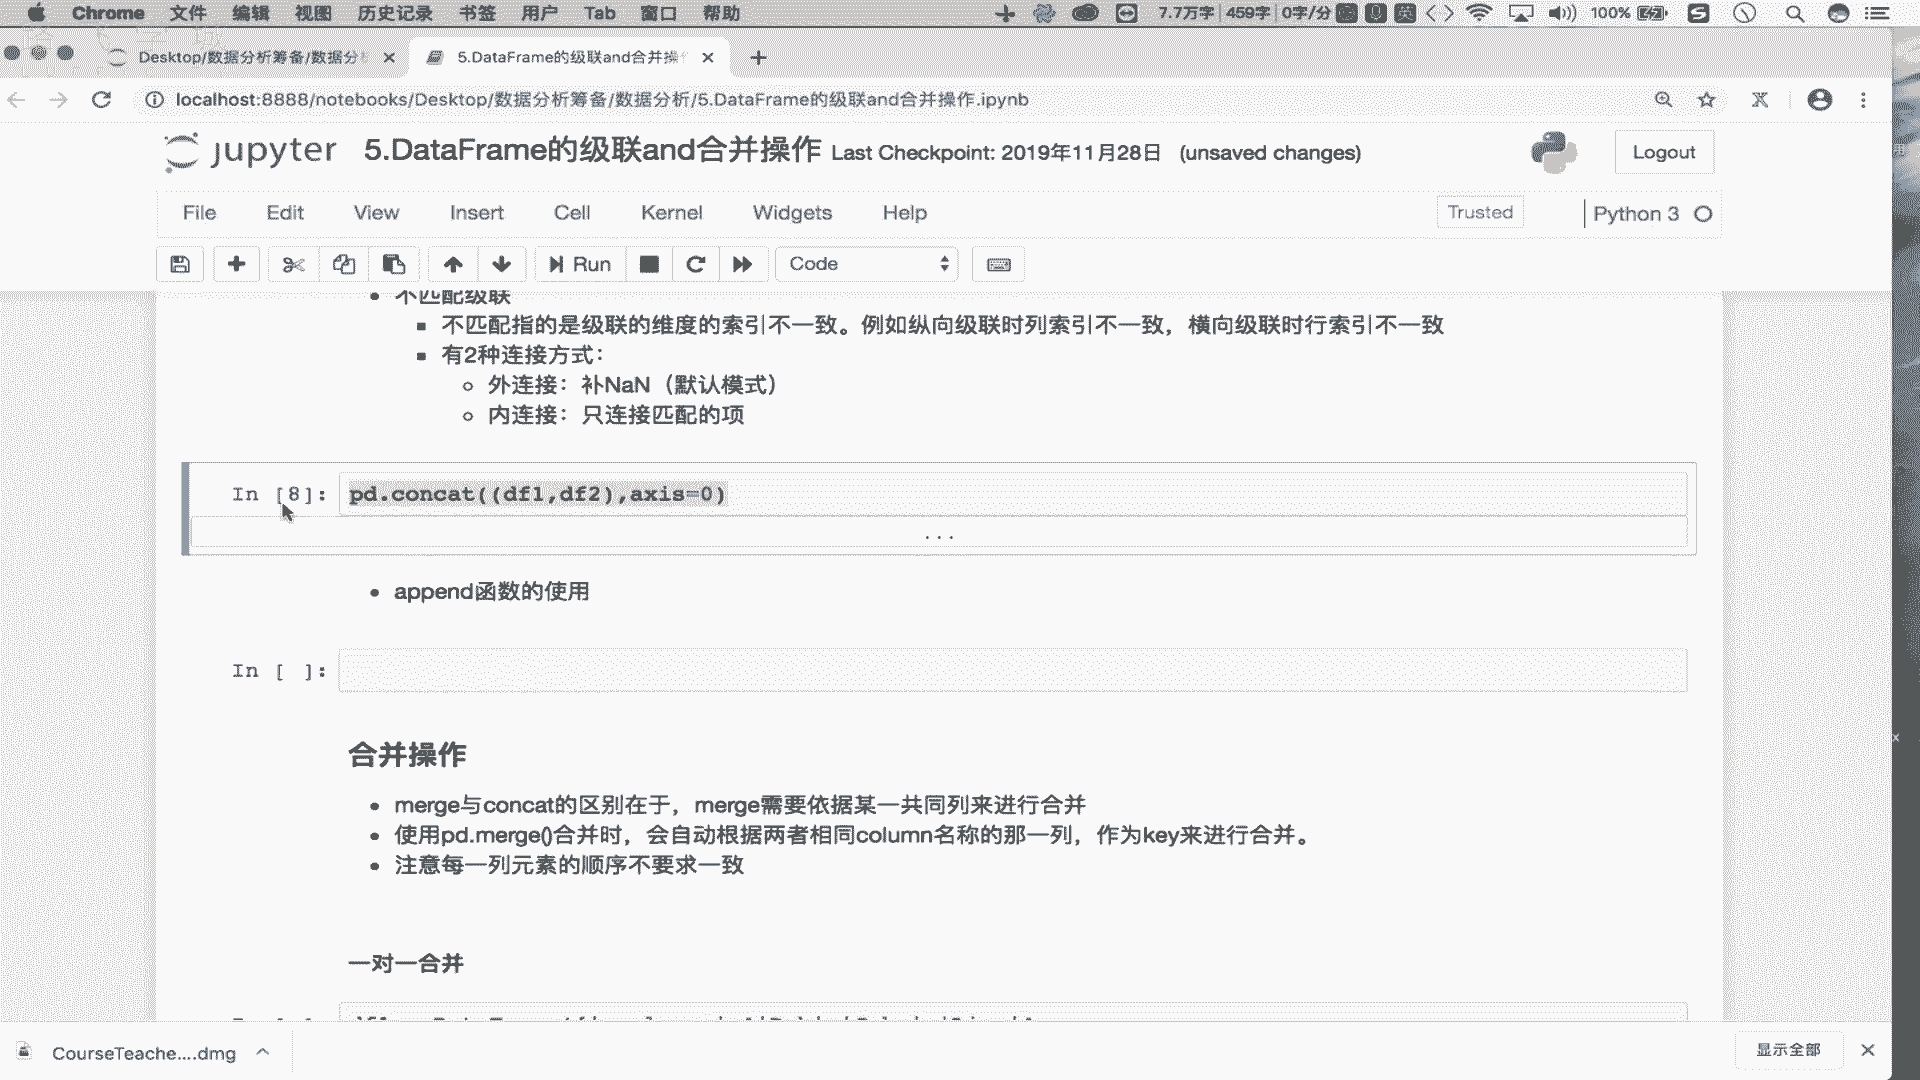 Chrome 文件 编辑 视图 历史记录 书签 用户 Tab 窗口 帮助 7.7万字 459字 0字/分 英 100%
Desktop/数据分析筹备/数据分 5.DataFrame的级联and合并操
localhost:8888/notebooks/Desktop/数据分析筹备/数据分析/5.DataFrame的级联and合并操作.ipynb
jupyter 5.DataFrame的级联and合并操作 Last Checkpoint: 2019年11月28日 (unsaved changes) Logout
File Edit View Insert Cell Kernel Widgets Help Trusted Python 3
Run Code
不匹配级联
不匹配指的是级联的维度的索引不一致。例如纵向级联时列索引不一致，横向级联时行索引不一致
有2种连接方式：
外连接：补NaN（默认模式）
内连接：只连接匹配的项
In [8]: pd.concat((df1,df2),axis=0)
...
append函数的使用
In [ ]:
合并操作
merge与concat的区别在于，merge需要依据某一共同列来进行合并
使用pd.merge()合并时，会自动根据两者相同column名称的那一列，作为key来进行合并。
注意每一列元素的顺序不要求一致
一对一合并
CourseTeache....dmg 显示全部